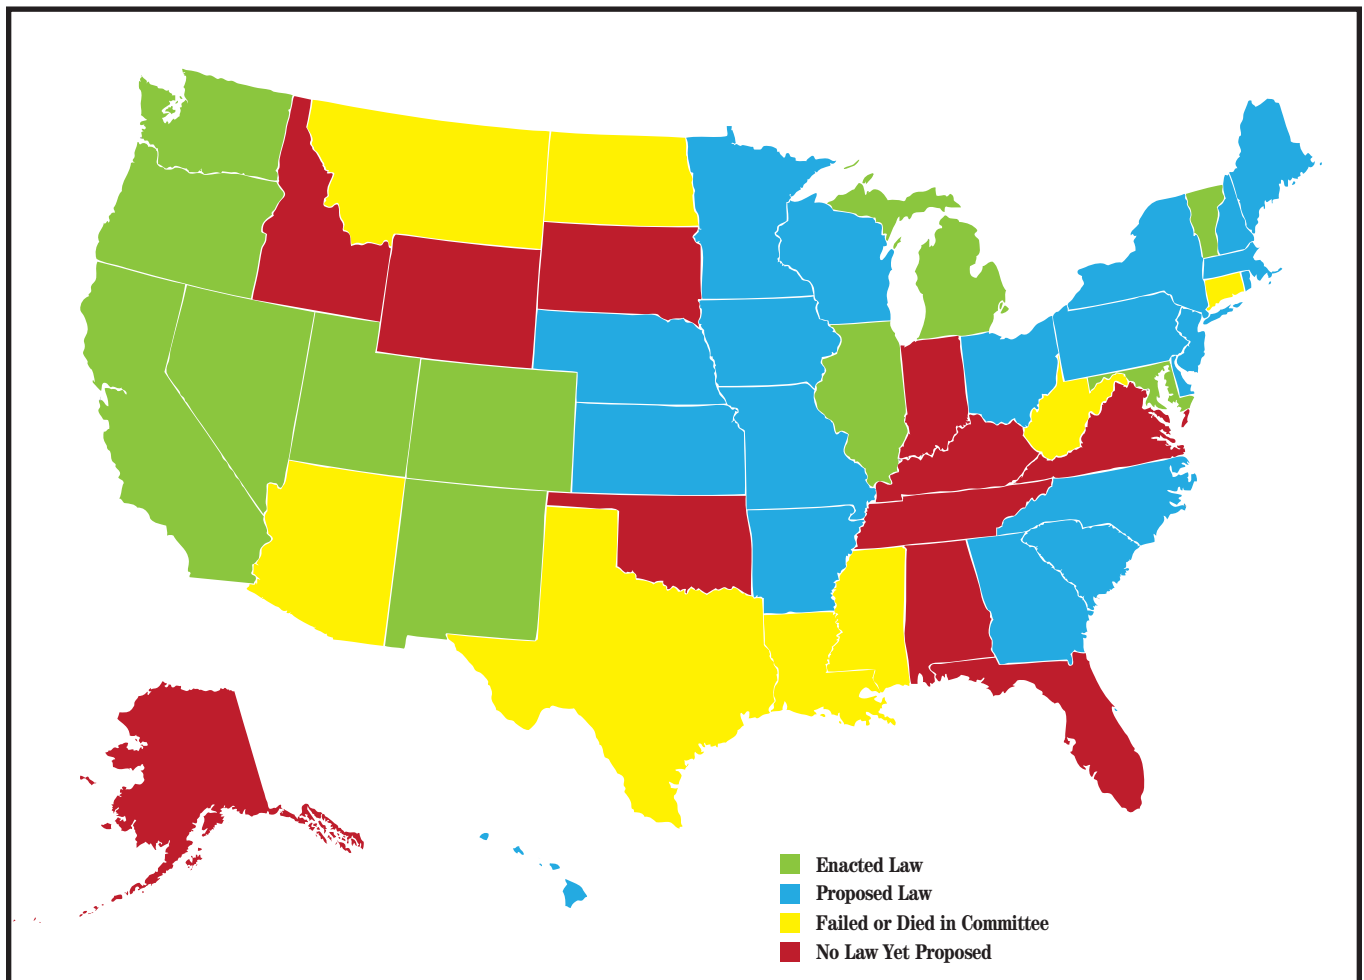 Enacted Law
Proposed Law
Failed or Died in Committee
No Law Yet Proposed